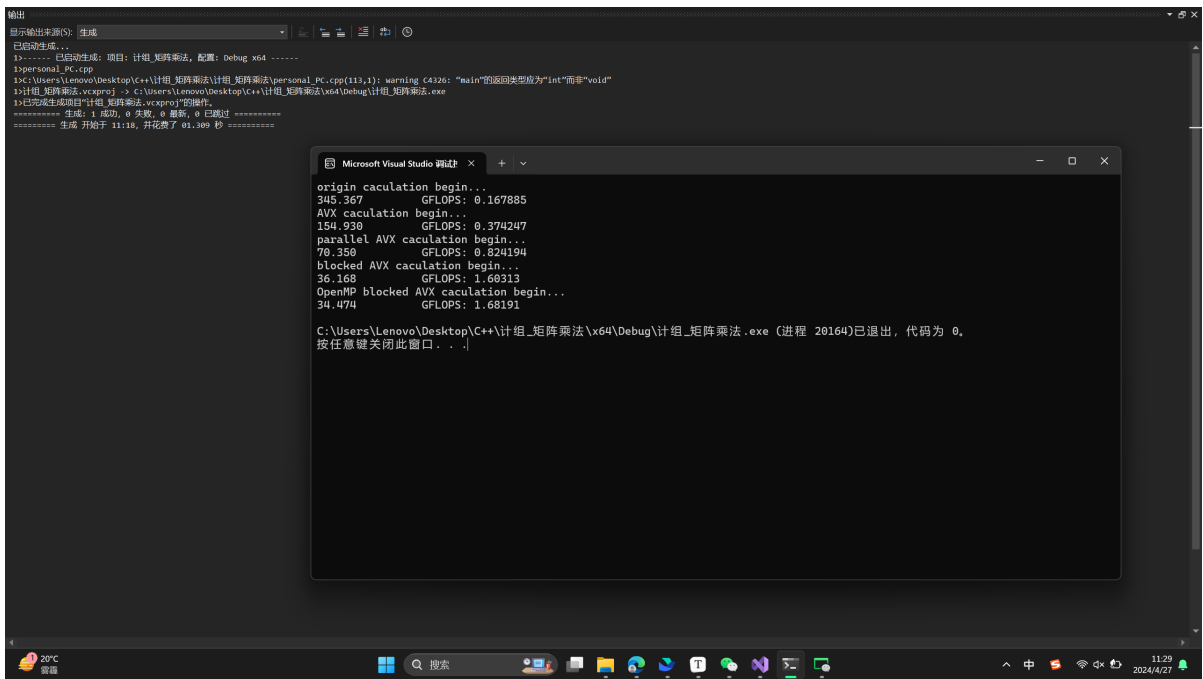 输出
显示输出来源(S): 生成
已启动生成...
1>------ 已启动生成: 项目: 计组_矩阵乘法, 配置: Debug x64 ------
1>personal_PC.cpp
1>C:\Users\Lenovo\Desktop\C++\计组_矩阵乘法\计组_矩阵乘法\personal_PC.cpp(113,1): warning C4326: “main”的返回类型应为“int”而非“void”
1>计组_矩阵乘法.vcxproj -> C:\Users\Lenovo\Desktop\C++\计组_矩阵乘法\x64\Debug\计组_矩阵乘法.exe
1>已完成生成项目“计组_矩阵乘法.vcxproj”的操作。
========== 生成: 1 成功, 0 失败, 0 最新, 0 已跳过 ==========
========= 生成 开始于 11:18, 并花费了 01.309 秒 ==========
Microsoft Visual Studio 调试
origin caculation begin...
345.367 GFLOPS: 0.167885
AVX caculation begin...
154.930 GFLOPS: 0.374247
parallel AVX caculation begin...
70.350 GFLOPS: 0.824194
blocked AVX caculation begin...
36.168 GFLOPS: 1.60313
OpenMP blocked AVX caculation begin...
34.474 GFLOPS: 1.68191
C:\Users\Lenovo\Desktop\C++\计组_矩阵乘法\x64\Debug\计组_矩阵乘法.exe (进程 20164)已退出，代码为 0。
按任意键关闭此窗口. . .
1
20°C
雾霾
搜索
T
中
11:29
2024/4/27